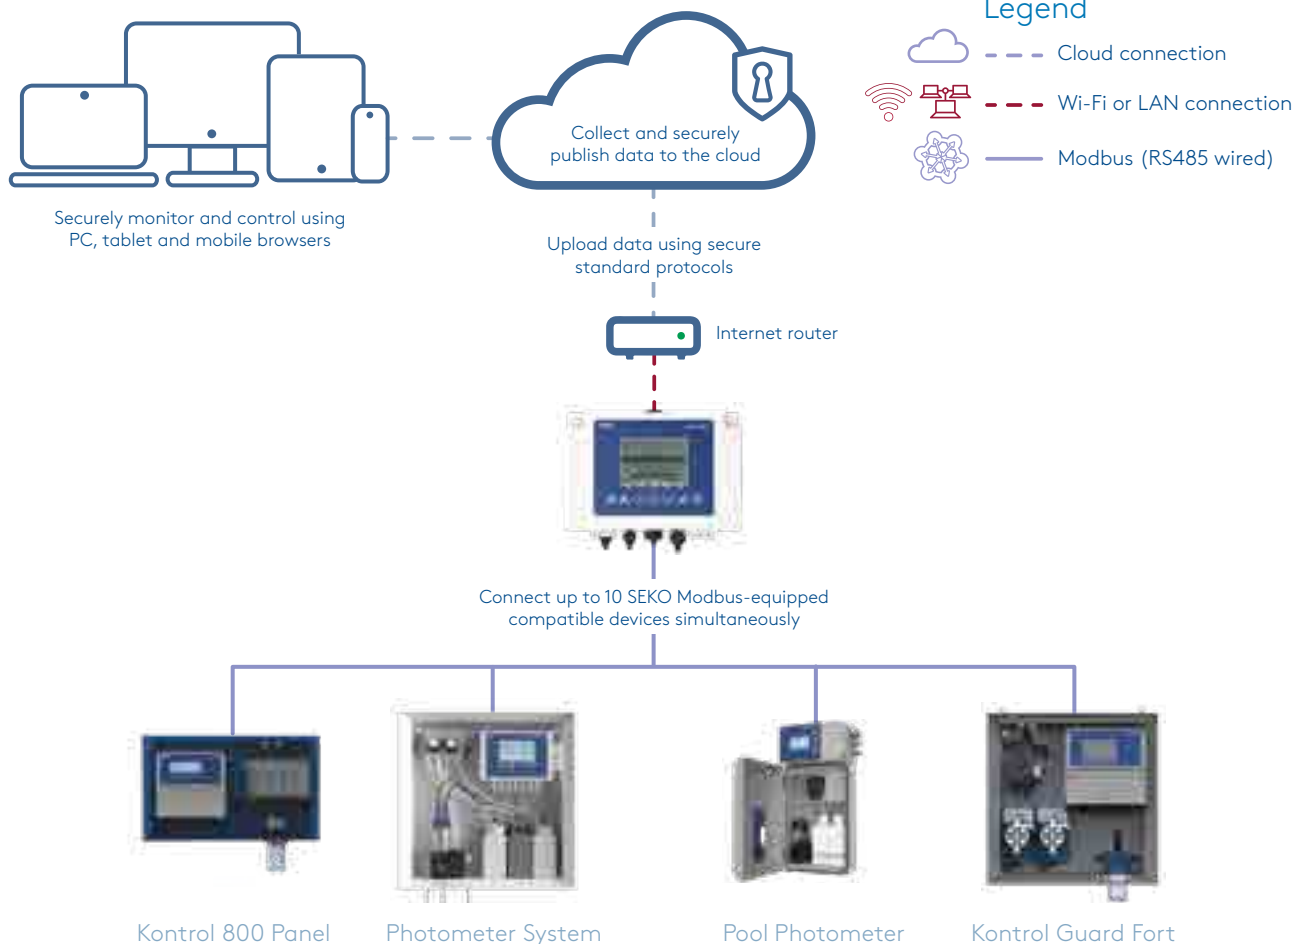 Legend
Cloud connection
Wi-Fi or LAN connection
Modbus (RS485 wired)
Collect and securely
publish data to the cloud
Securely monitor and control using
PC, tablet and mobile browsers
Upload data using secure
standard protocols
Internet router
Connect up to 10 SEKO Modbus-equipped
compatible devices simultaneously
Kontrol 800 Panel
Photometer System
Pool Photometer
Kontrol Guard Fort